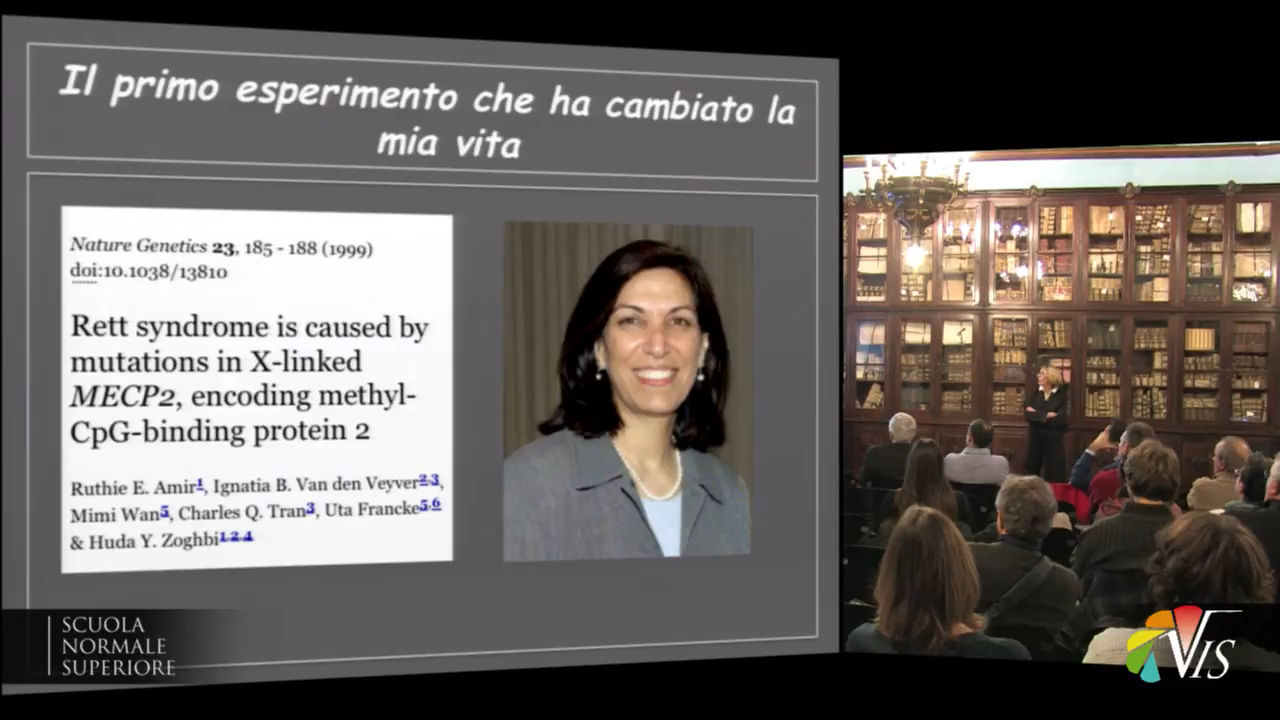 Il primo esperimento che ha cambiato la
mia vita
Nature Genetics 23, 185 - 188 (1999)
doi:10.1038/13810
Rett syndrome is caused by
mutations in X-linked
MECP2, encoding methyl-
CpG-binding protein 2
Ruthie E. Amir1, Ignatia B. Van den Veyver2,3,
Mimi Wan5, Charles Q. Tran3, Uta Francke5,6
& Huda Y. Zoghbi1,2,4
SCUOLA
NORMALE
SUPERIORE
VIS